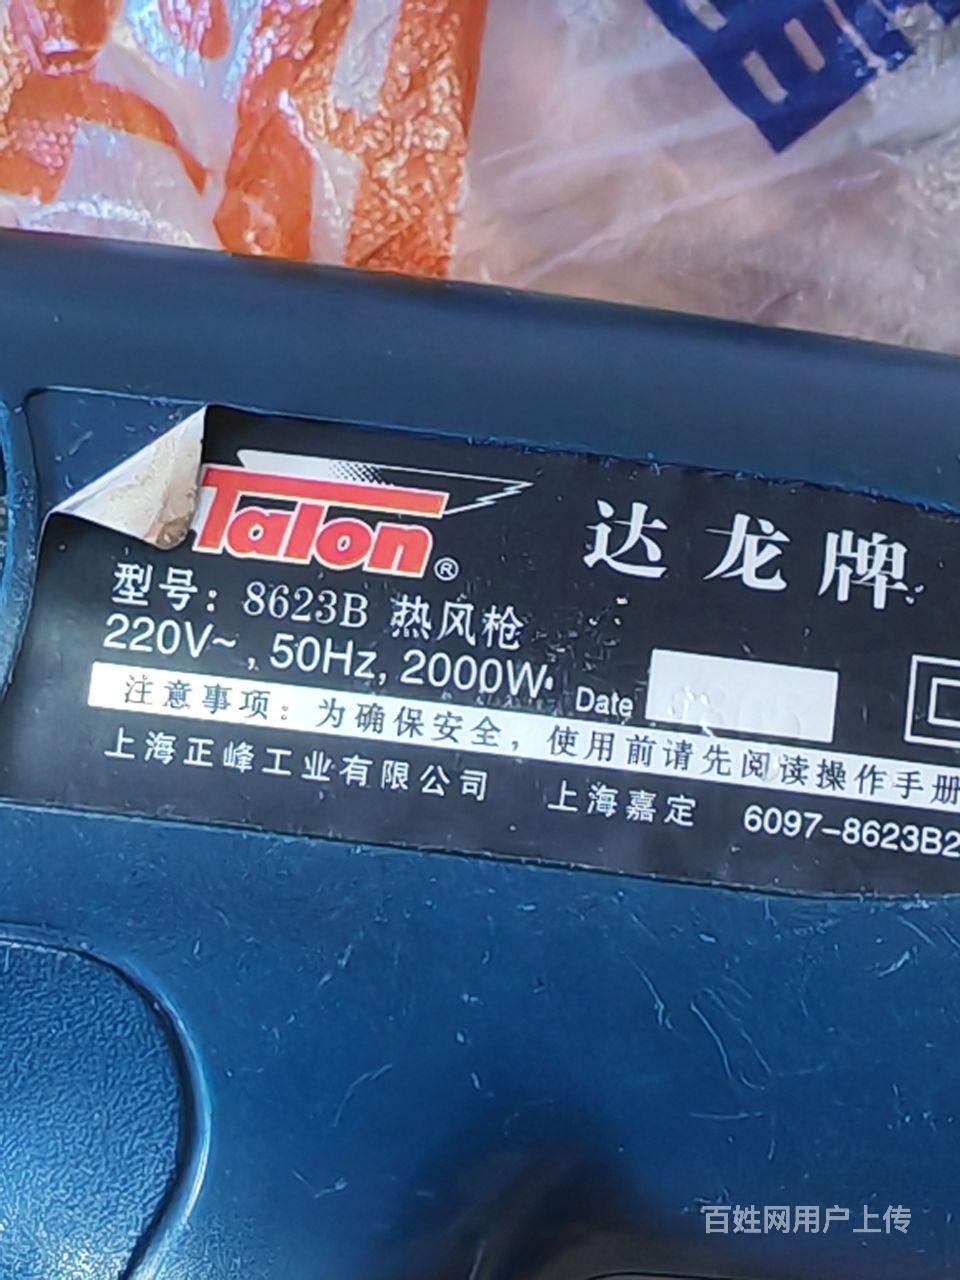 Talon®
达龙牌
型号：8623B 热风枪
220V~, 50Hz, 2000W
Date
注意事项：为确保安全，使用前请先阅读操作手册
上海正峰工业有限公司 上海嘉定 6097-8623B2
百姓网用户上传